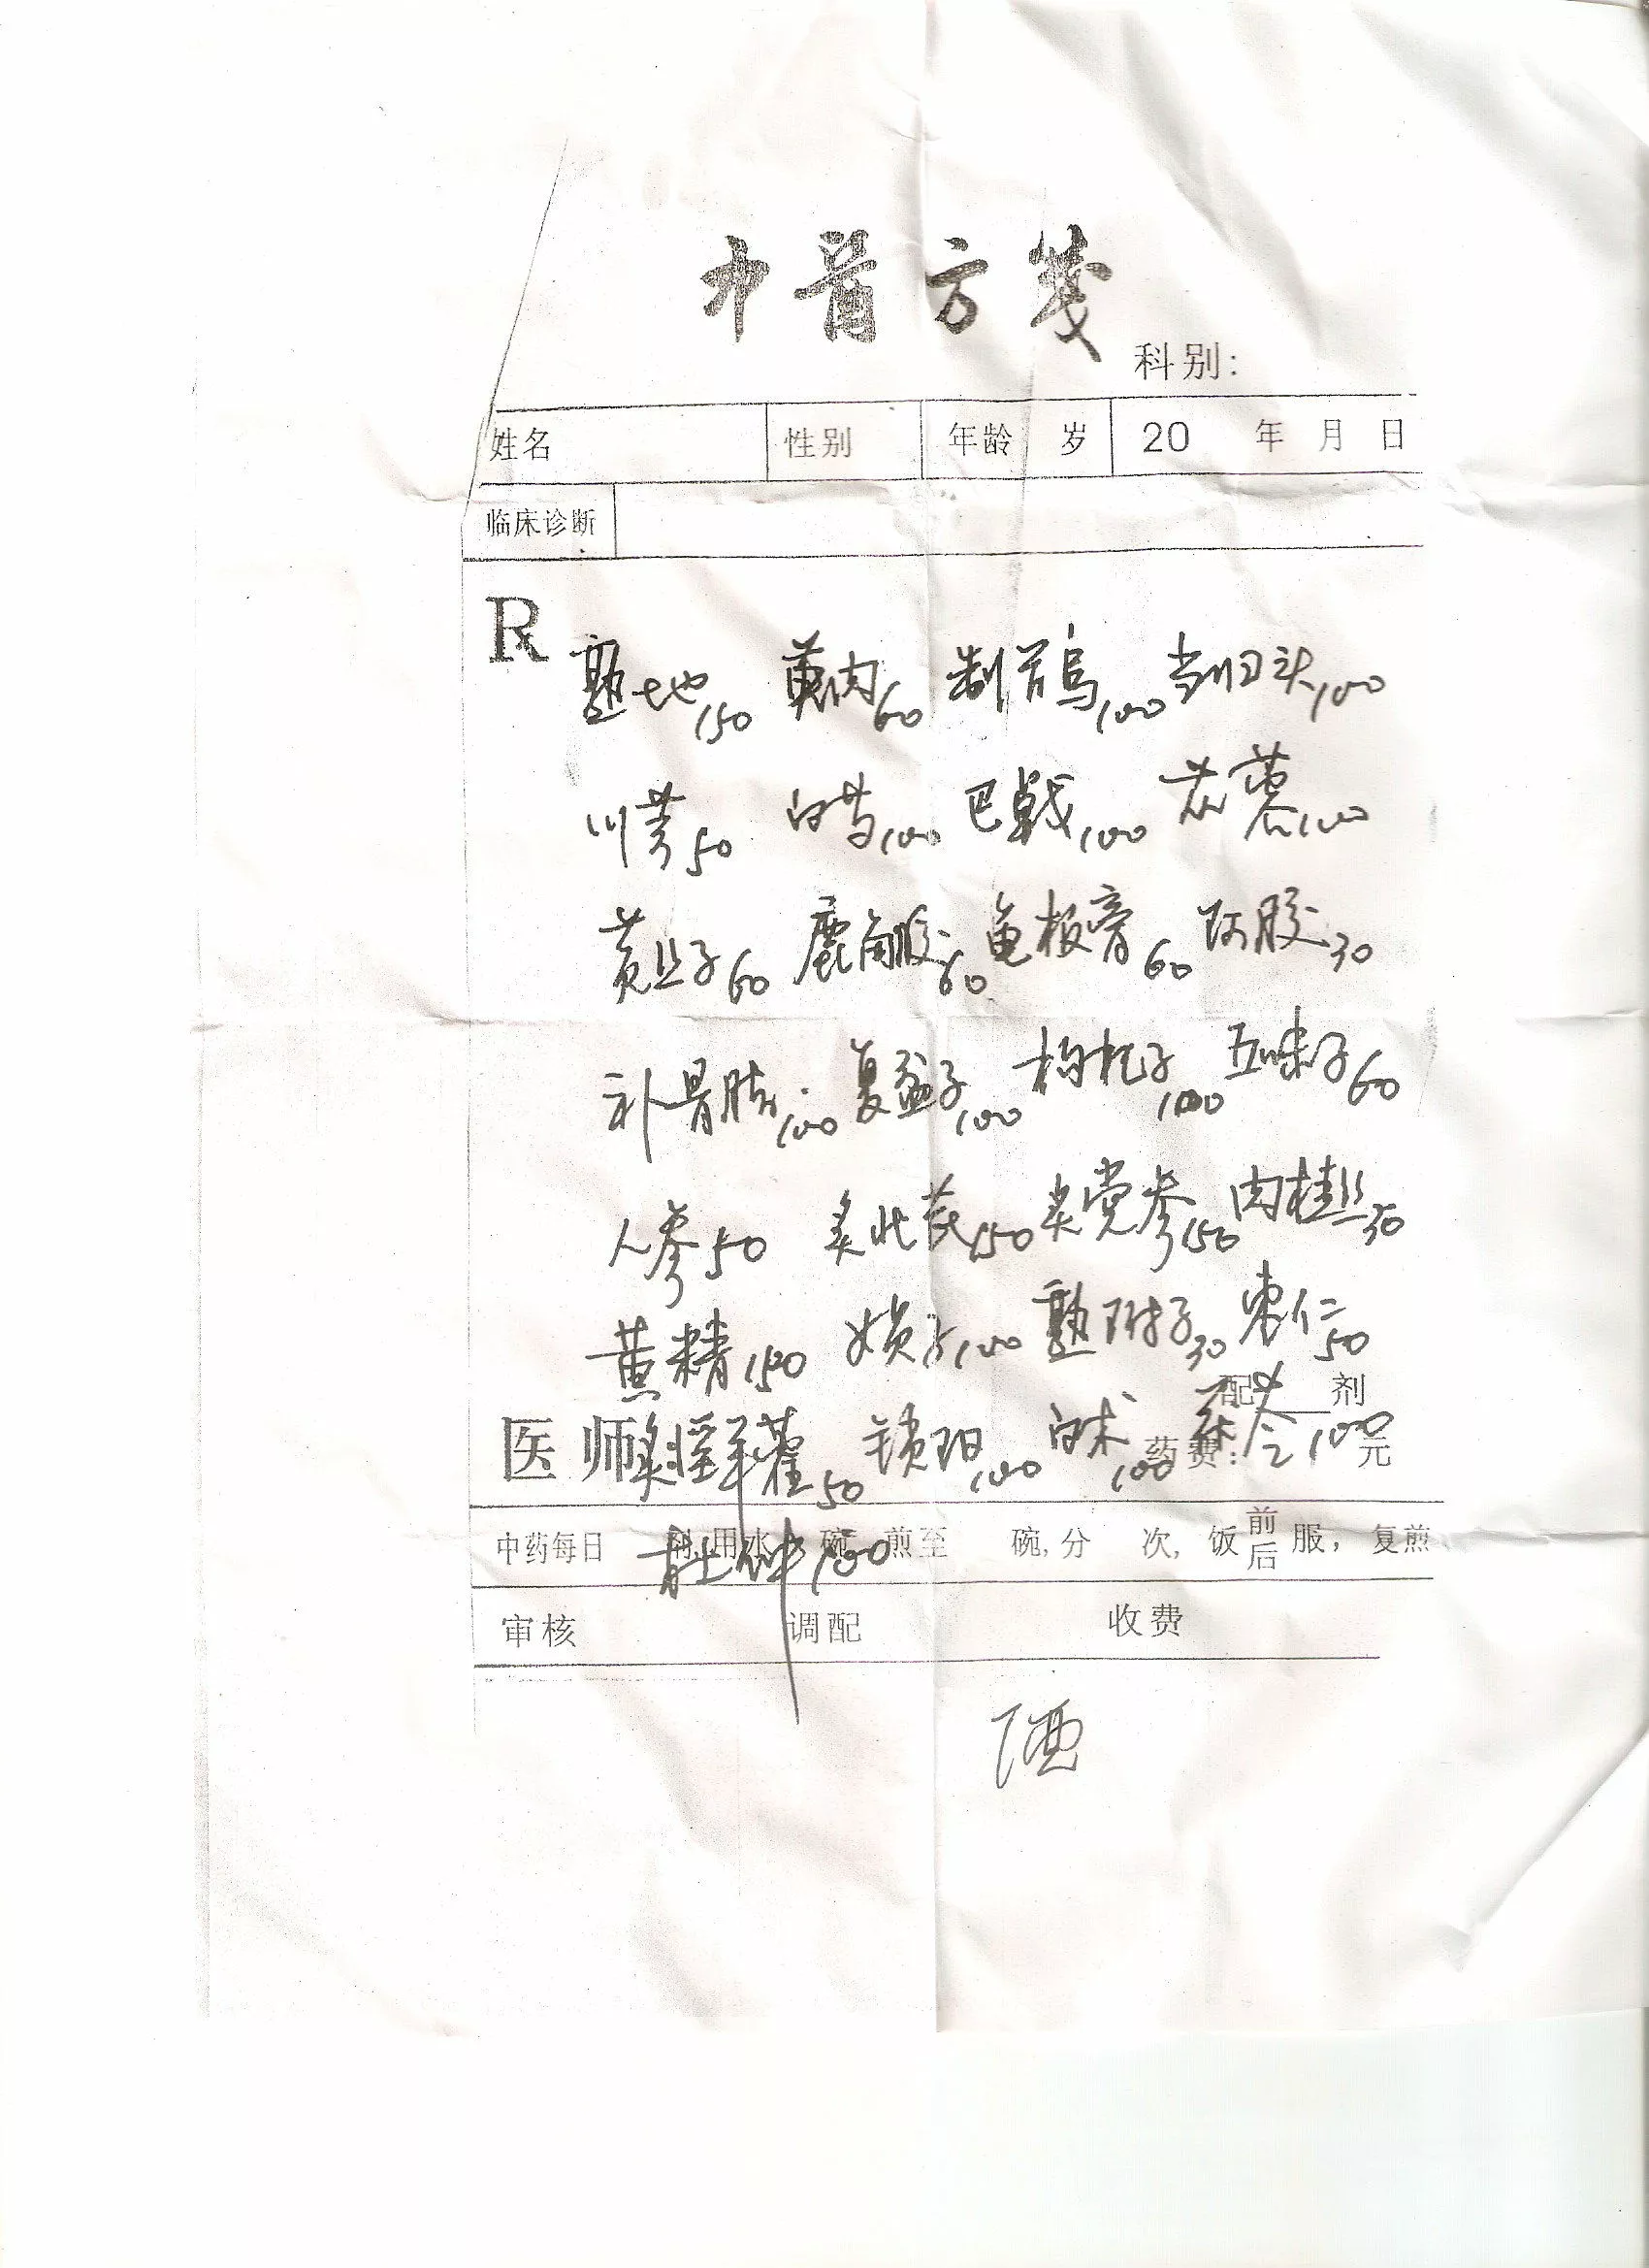 中医方笺
科别:
姓名 性别 年龄 岁 20 年 月 日
临床诊断
R
熟地150 萸肉60 制首乌100 当归头100
川芎50 白芍100 巴戟100 苁蓉100
黄丝子60 鹿角胶60 龟板膏60 阿胶30
补骨脂100 复盆子100 枸杞子100 五味子60
人参50 炙北芪150 炙党参150 肉桂丝30
黄精150 女贞子100 熟附子30 枣仁50
配 剂
医师 炙淫羊藿50 锁阳100 白术100 茯苓100
药费: 元
中药每日 剂,用水 碗,煎至 碗,分 次,饭前后服,复煎
杜仲100
审核 调配 收费